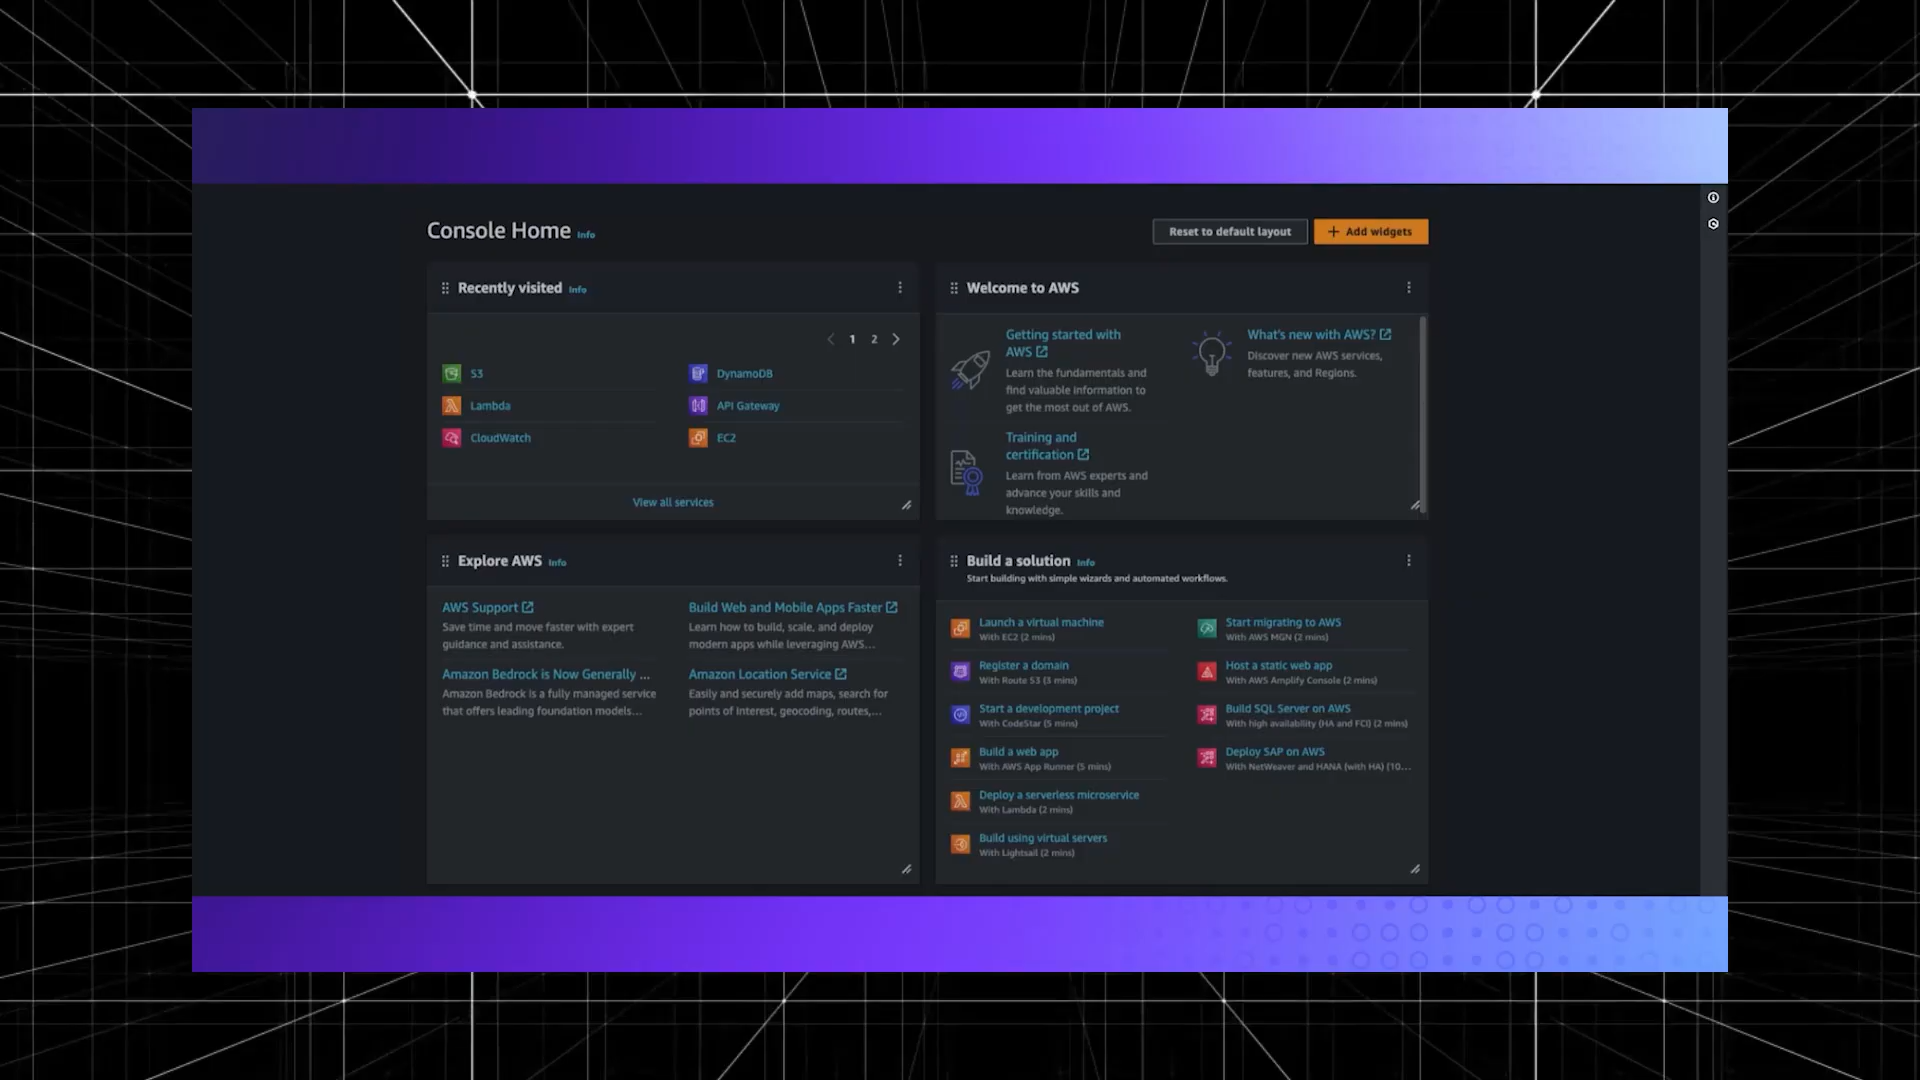 Console Home Info
Reset to default layout
+ Add widgets
Recently visited Info
1 2
S3
DynamoDB
Lambda
API Gateway
CloudWatch
EC2
View all services
Welcome to AWS
Getting started with
AWS
Learn the fundamentals and
find valuable information to
get the most out of AWS.
What's new with AWS?
Discover new AWS services,
features, and Regions.
Training and
certification
Learn from AWS experts and
advance your skills and
knowledge.
Explore AWS Info
AWS Support
Save time and move faster with expert
guidance and assistance.
Build Web and Mobile Apps Faster
Learn how to build, scale, and deploy
modern apps while leveraging AWS...
Amazon Bedrock is Now Generally ...
Amazon Bedrock is a fully managed service
that offers leading foundation models...
Amazon Location Service
Easily and securely add maps, search for
points of interest, geocoding, routes,...
Build a solution Info
Start building with simple wizards and automated workflows.
Launch a virtual machine
With EC2 (2 mins)
Start migrating to AWS
With AWS MGN (2 mins)
Register a domain
With Route 53 (3 mins)
Host a static web app
With AWS Amplify Console (2 mins)
Start a development project
With CodeStar (5 mins)
Build SQL Server on AWS
With high availability (HA and FCI) (2 mins)
Build a web app
With AWS App Runner (5 mins)
Deploy SAP on AWS
With NetWeaver and HANA (with HA) (10...
Deploy a serverless microservice
With Lambda (2 mins)
Build using virtual servers
With Lightsail (2 mins)